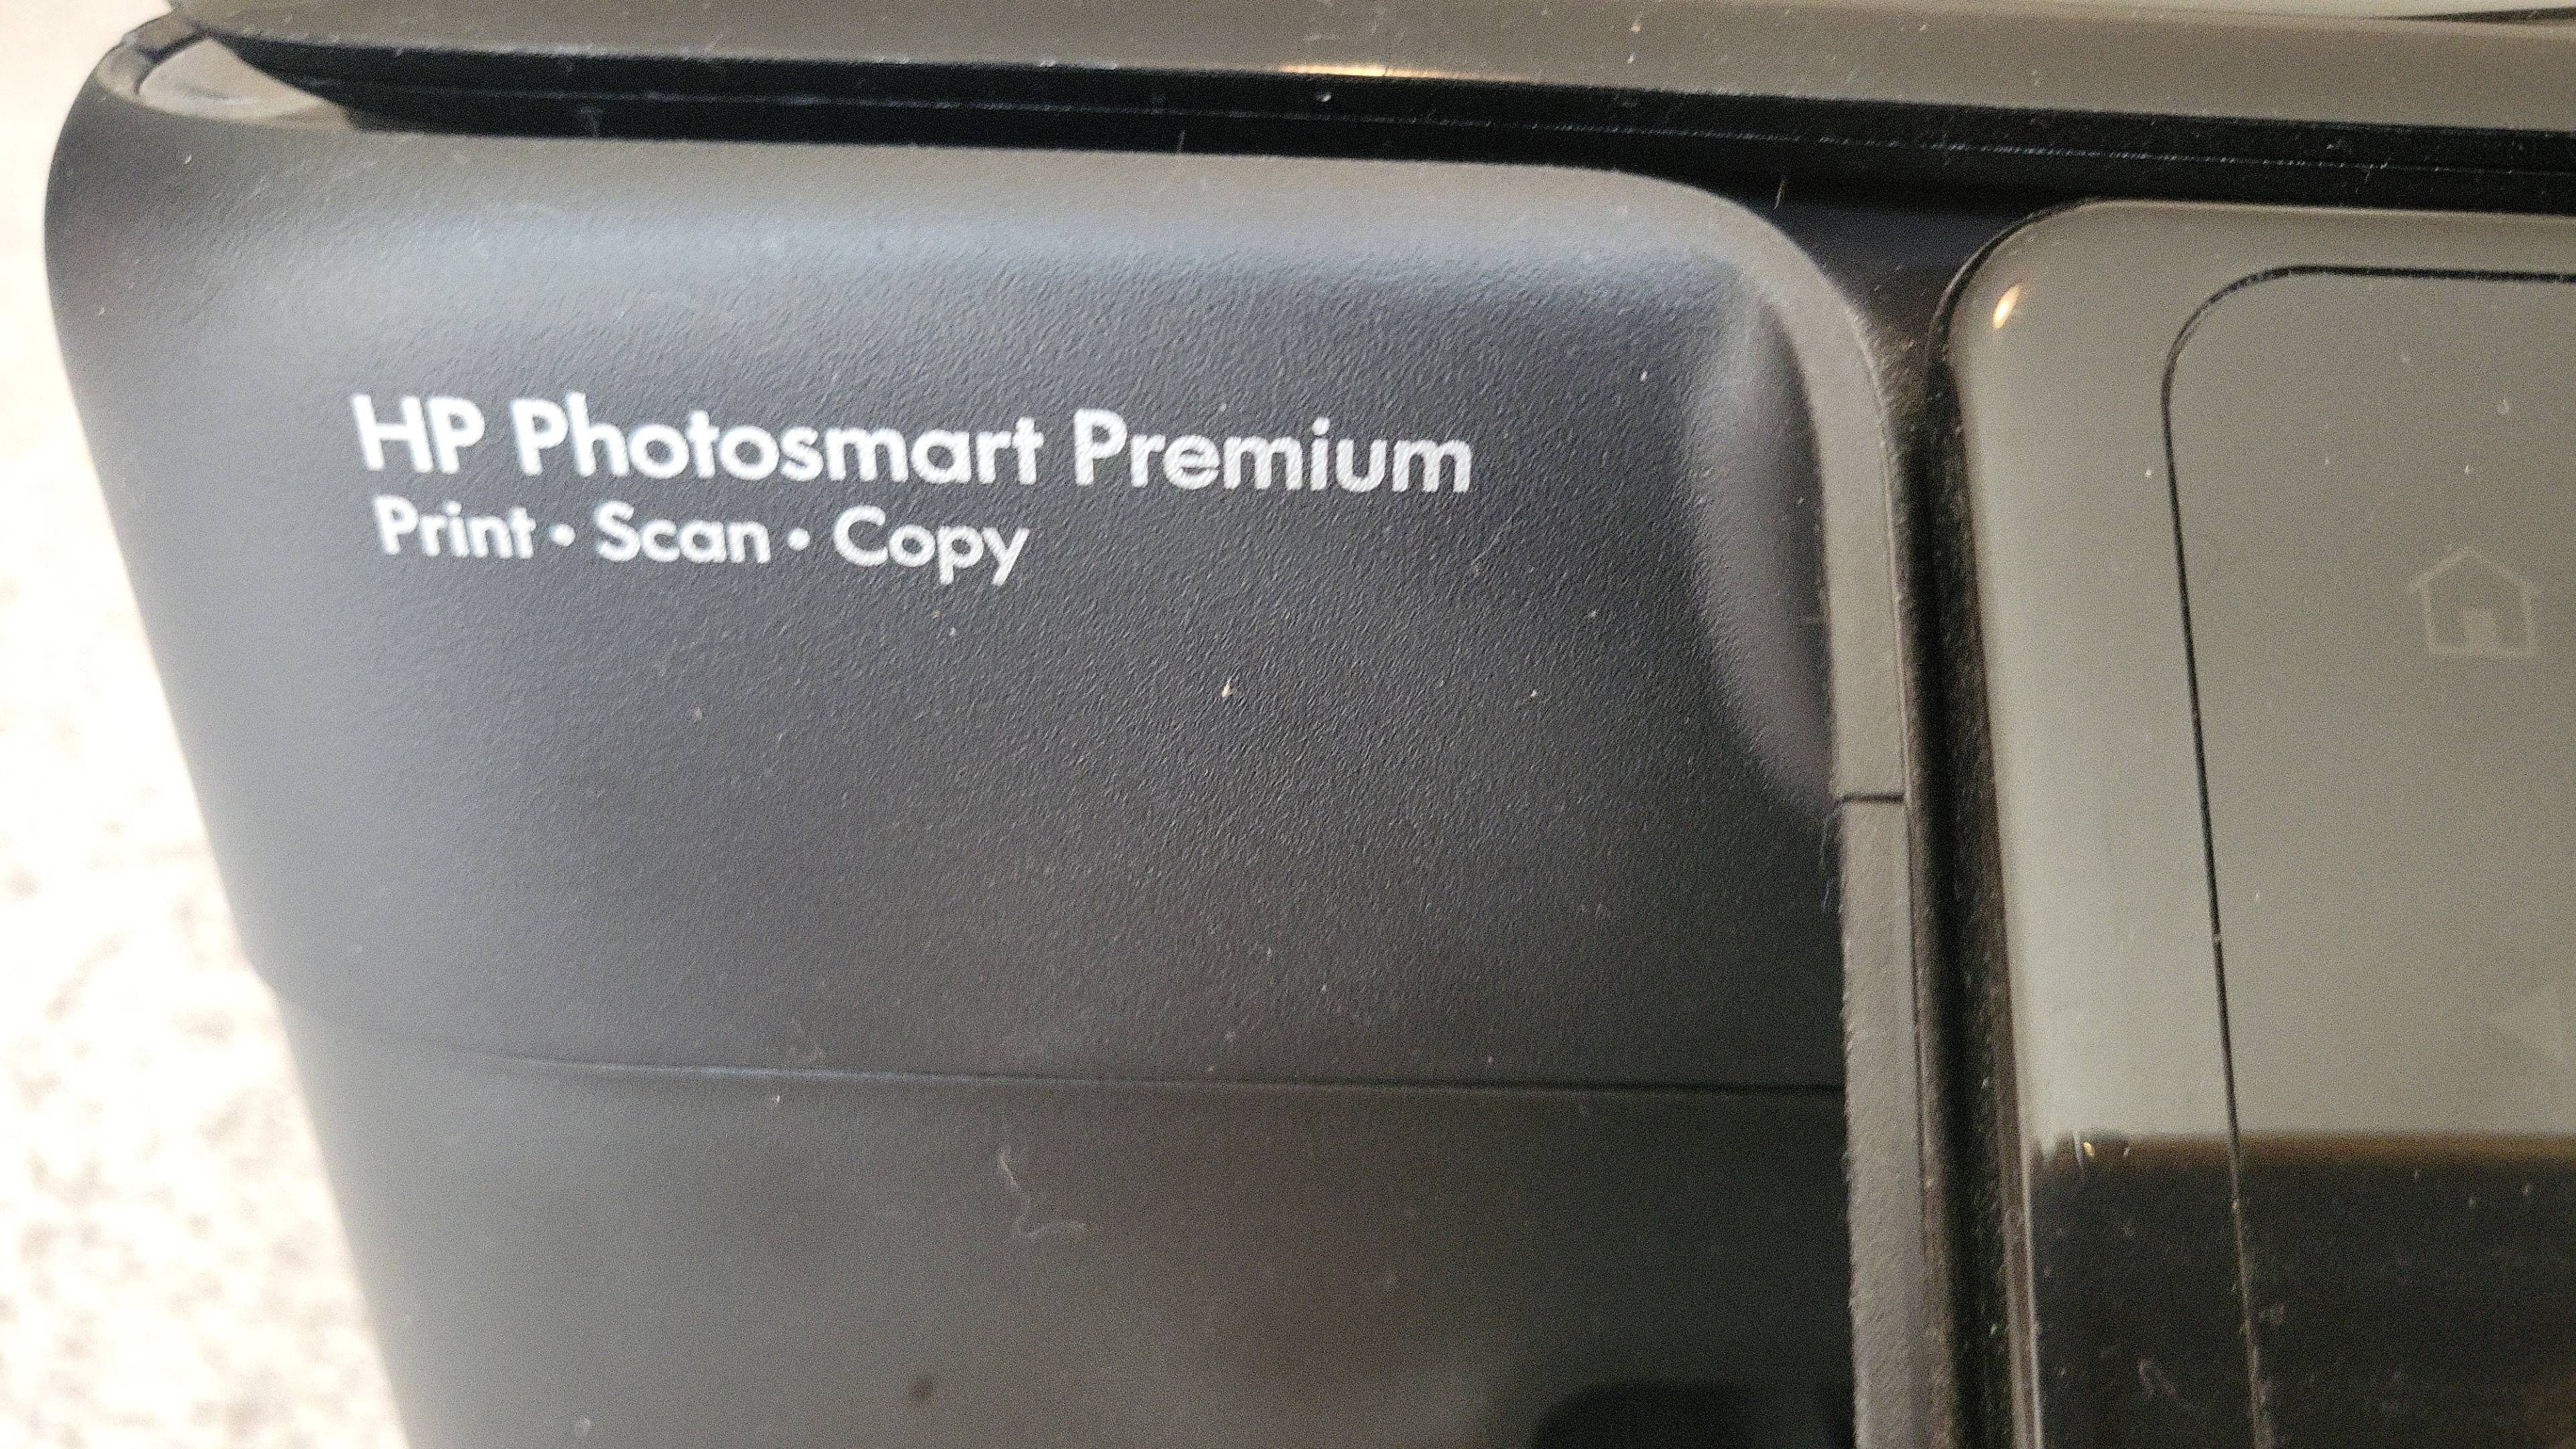 HP Photosmart Premium
Print • Scan • Copy